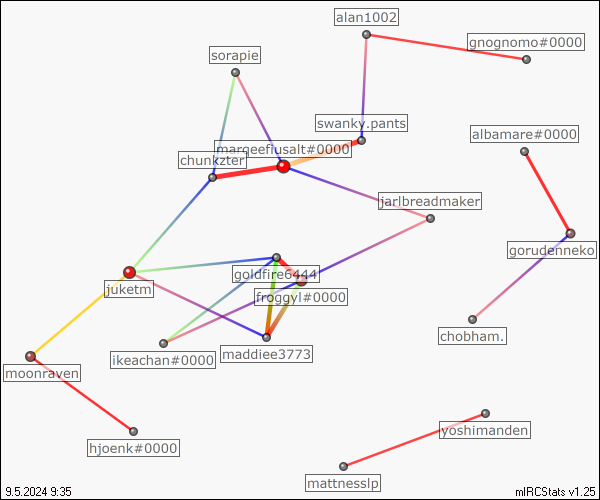 alan1002
gnognomo#0000
sorapie
swanky.pants
albamare#0000
margeefiusalt#0000
chunkzter
jarlbreadmaker
gorudenneko
goldfire6444
juketm
froggyl#0000
chobham.
maddiee3773
ikeachan#0000
moonraven
yoshimanden
hjoenk#0000
mattnesslp
9.5.2024 9:35
mIRCStats v1.25